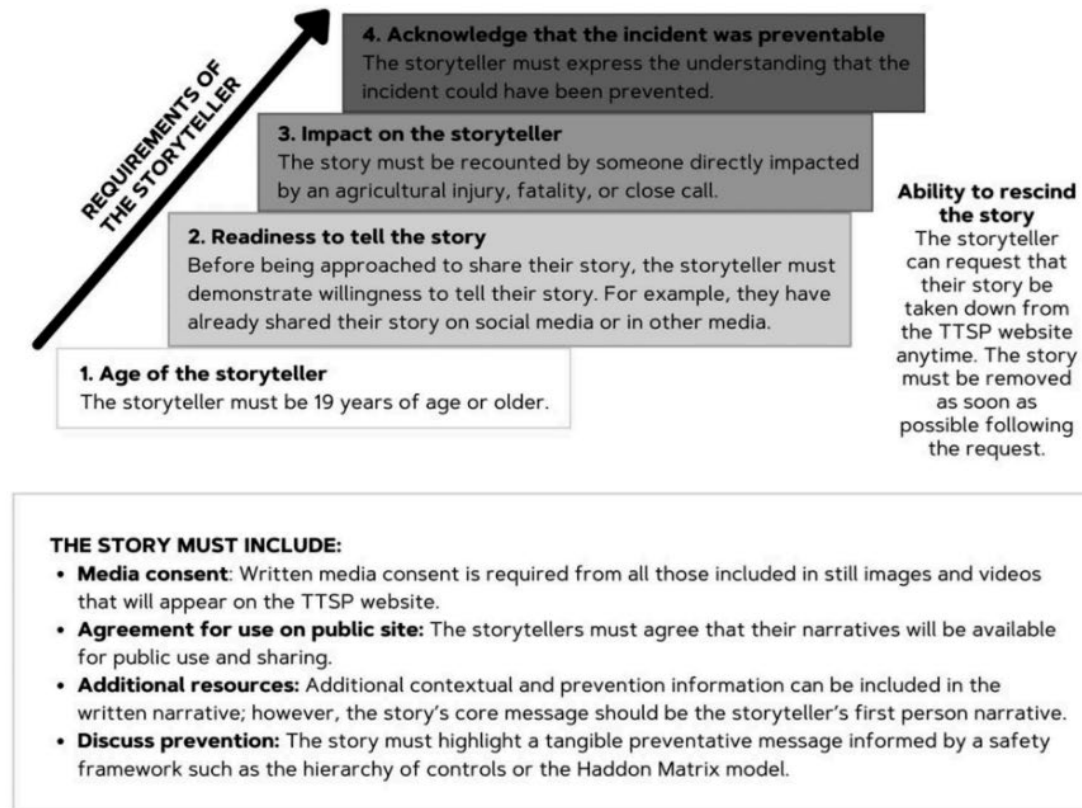 REQUIREMENTS OF
THE STORYTELLER
4. Acknowledge that the incident was preventable
The storyteller must express the understanding that the
incident could have been prevented.
3. Impact on the storyteller
The story must be recounted by someone directly impacted
by an agricultural injury, fatality, or close call.
2. Readiness to tell the story
Before being approached to share their story, the storyteller must
demonstrate willingness to tell their story. For example, they have
already shared their story on social media or in other media.
1. Age of the storyteller
The storyteller must be 19 years of age or older.
Ability to rescind
the story
The storyteller
can request that
their story be
taken down from
the TTSP website
anytime. The story
must be removed
as soon as
possible following
the request.
THE STORY MUST INCLUDE:
• Media consent: Written media consent is required from all those included in still images and videos
that will appear on the TTSP website.
• Agreement for use on public site: The storytellers must agree that their narratives will be available
for public use and sharing.
• Additional resources: Additional contextual and prevention information can be included in the
written narrative; however, the story's core message should be the storyteller's first person narrative.
• Discuss prevention: The story must highlight a tangible preventative message informed by a safety
framework such as the hierarchy of controls or the Haddon Matrix model.